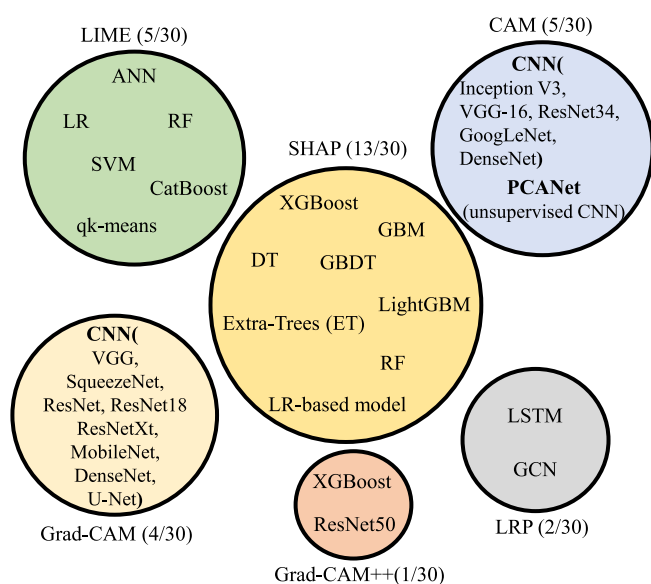 LIME (5/30)
ANN
LR RF
SVM
CatBoost
qk-means
CAM (5/30)
CNN(
Inception V3,
VGG-16, ResNet34,
GoogLeNet,
DenseNet)
PCANet
(unsupervised CNN)
SHAP (13/30)
XGBoost
GBM
DT GBDT
LightGBM
Extra-Trees (ET)
RF
LR-based model
CNN(
VGG,
SqueezeNet,
ResNet, ResNet18
ResNetXt,
MobileNet,
DenseNet,
U-Net)
Grad-CAM (4/30)
XGBoost
ResNet50
Grad-CAM++(1/30)
LSTM
GCN
LRP (2/30)